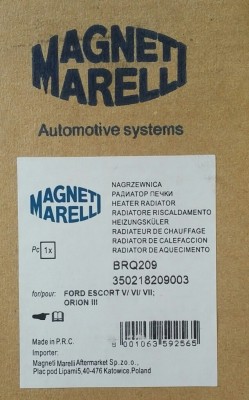 MAGNETI
MARELLI
Automotive systems
MAGNETI
MARELLI
NAGRZEWNICA
РАДИАТОР ПЕЧКИ
HEATER RADIATOR
RADIATORE RISCALDAMENTO
HEIZUNGSKÜLER
RADIATEUR DE CHAUFFAGE
RADIADOR DE CALEFACCION
RADIADOR DE AQUECIMENTO
Pc 1x
BRQ209
350218209003
for/pour: FORD ESCORT V/ VI/ VII;
ORION III
Made in P.R.C.
Importer:
Magneti Marelli Aftermarket Sp. z o.o.,
Plac pod Lipami 5,40-476 Katowice.Poland
8 001063 592565